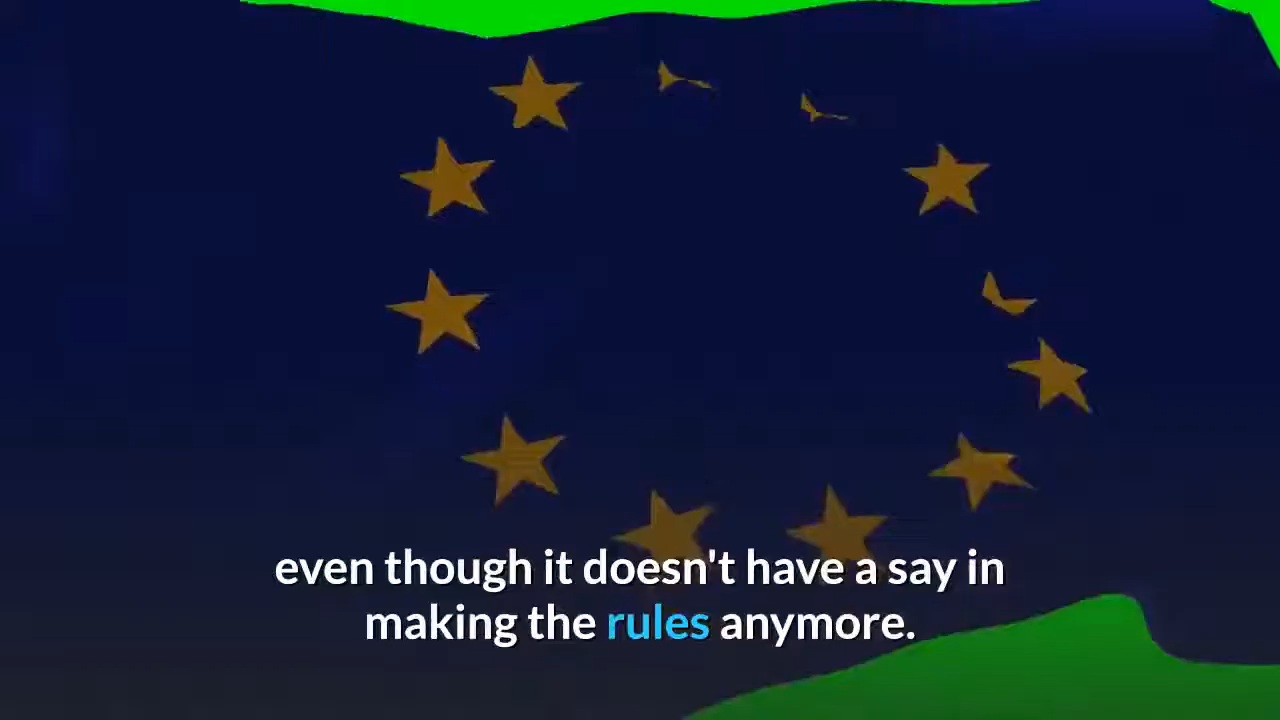 even though it doesn't have a say in
making the rules anymore.